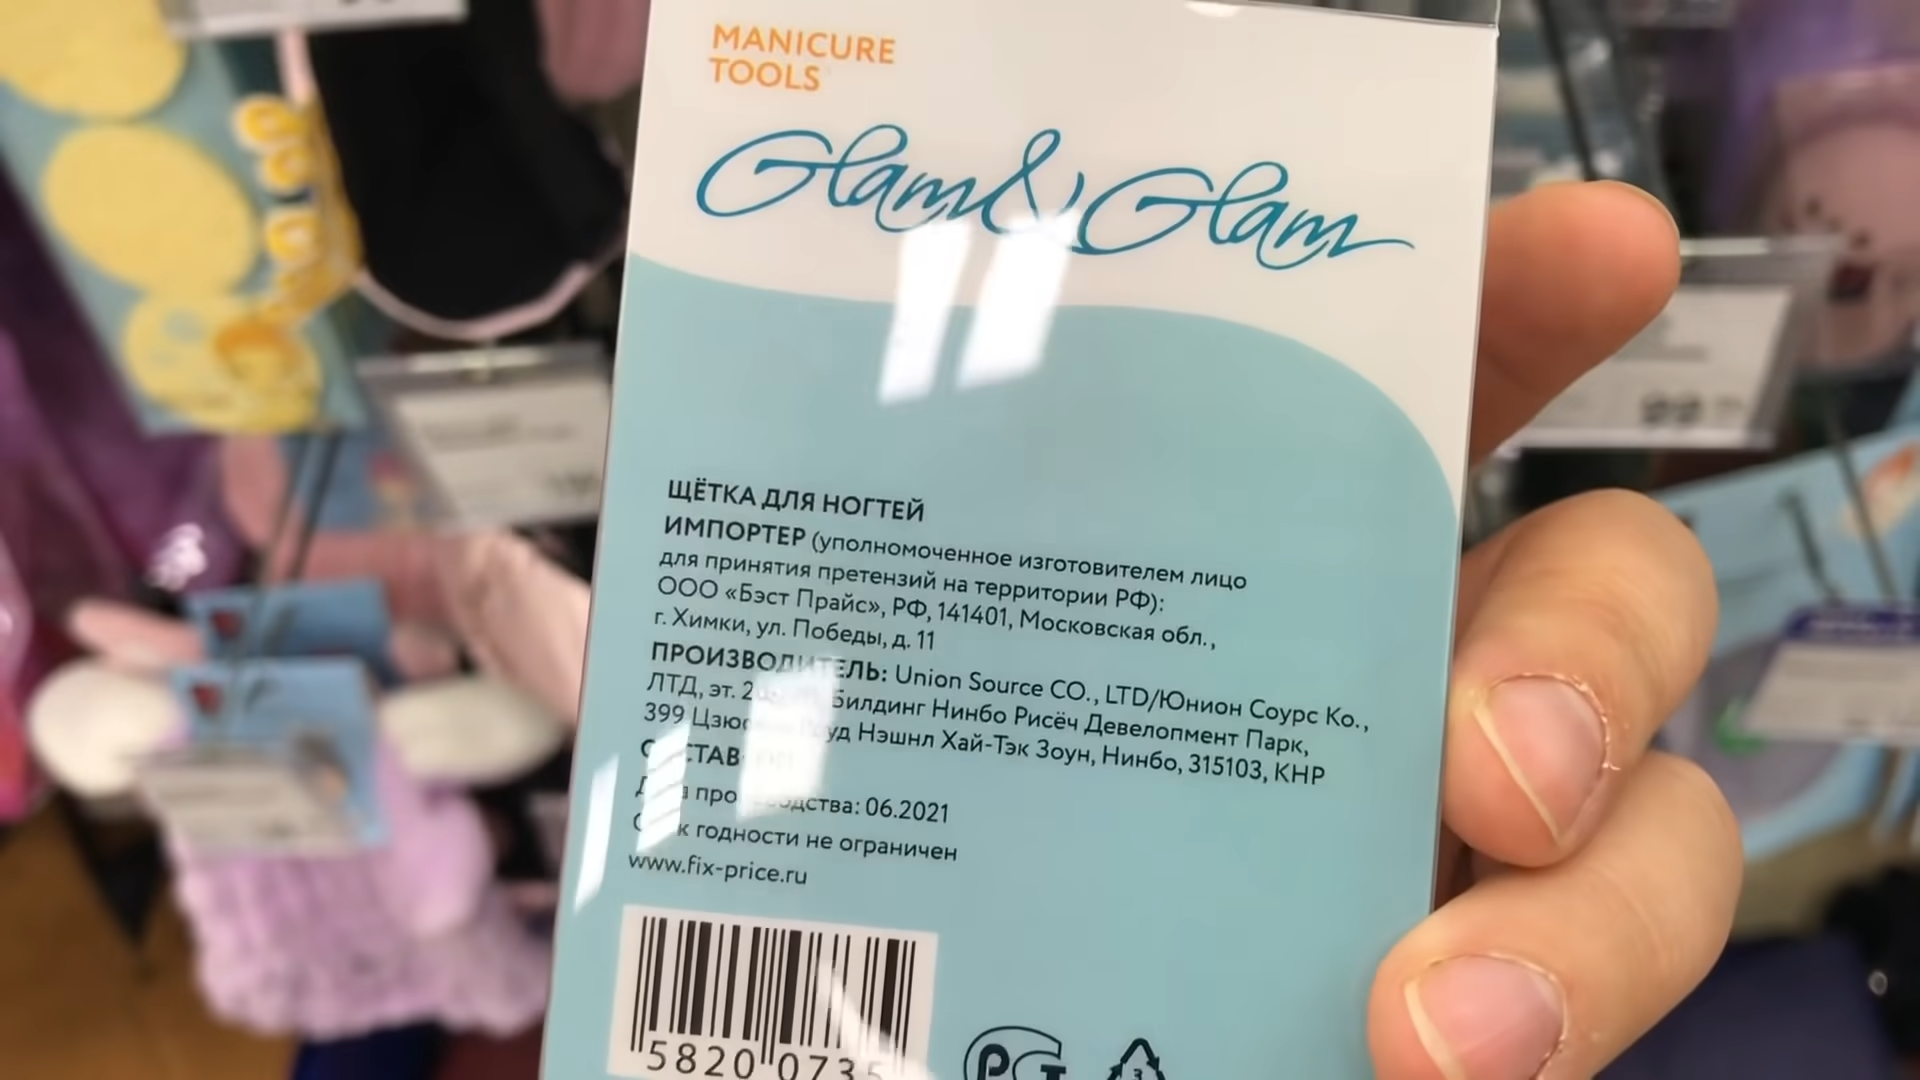 MANICURE
TOOLS
Glam&Glam
ЩЁТКА ДЛЯ НОГТЕЙ
ИМПОРТЕР (уполномоченное изготовителем лицо
для принятия претензий на территории РФ):
ООО «Бэст Прайс», РФ, 141401, Московская обл.,
г. Химки, ул. Победы, д. 11
ПРОИЗВОДИТЕЛЬ: Union Source CO., LTD/Юнион Соурс Ко.,
ЛТД, эт. Билдинг Нинбо Рисёч Девелопмент Парк,
399 Нэшнл Хай-Тэк Зоун, Нинбо, 315103, КНР
СОСТАВ:
Дата производства: 06.2021
Срок годности не ограничен
www.fix-price.ru
5820 0735
РСТ
3